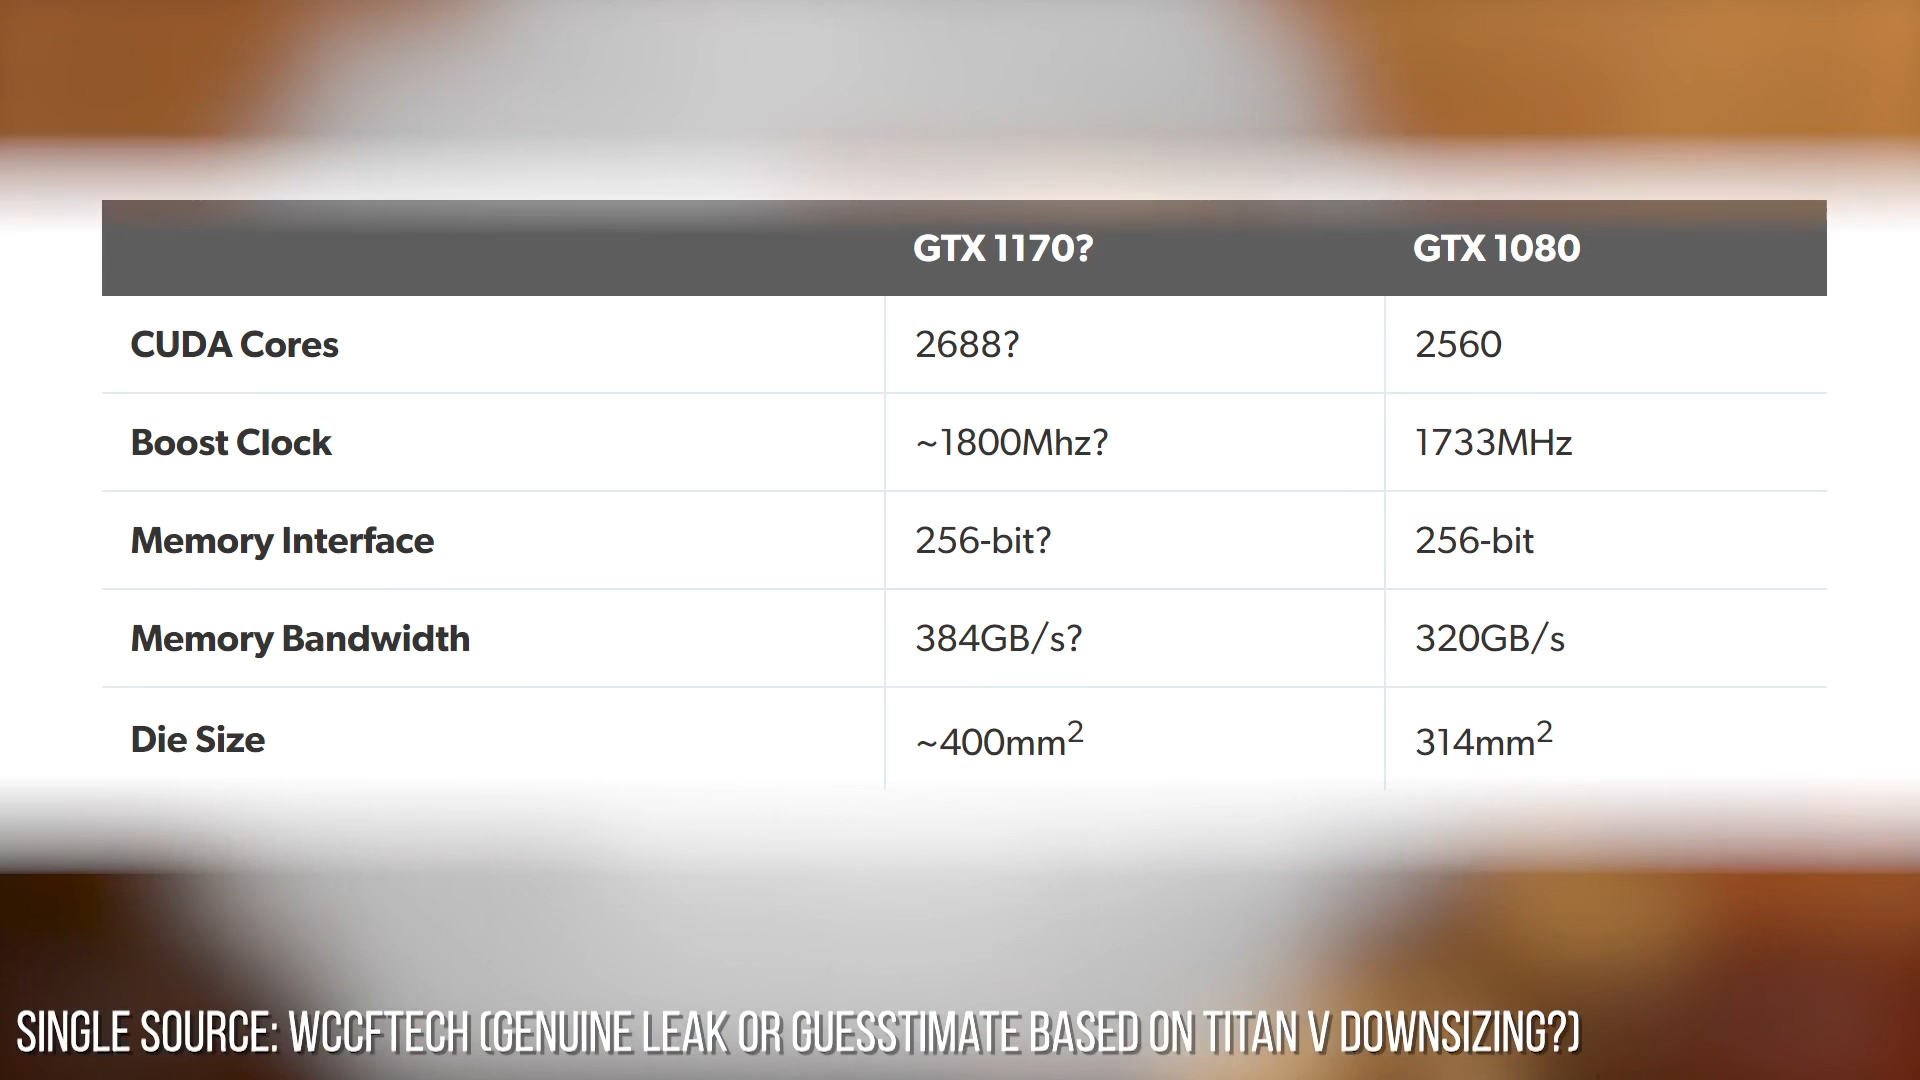 GTX 1170? GTX 1080
CUDA Cores 2688? 2560
Boost Clock ~1800Mhz? 1733MHz
Memory Interface 256-bit? 256-bit
Memory Bandwidth 384GB/s? 320GB/s
Die Size ~400mm² 314mm²
SINGLE SOURCE: WCCFTECH (GENUINE LEAK OR GUESSTIMATE BASED ON TITAN V DOWNSIZING?)